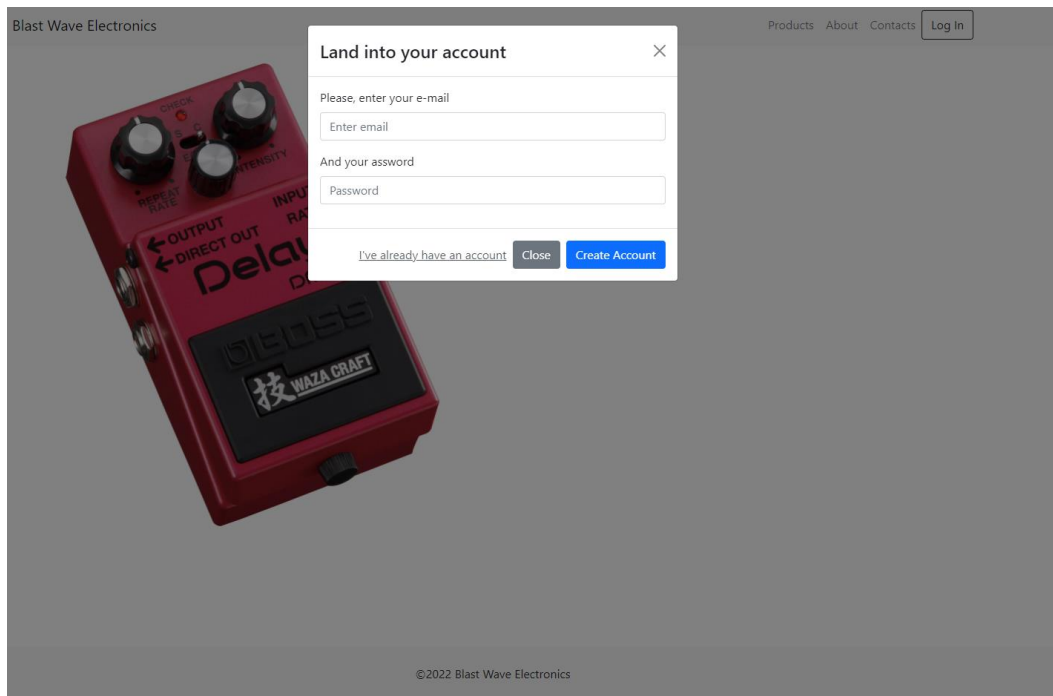 Blast Wave Electronics
Products About Contacts Log In
Land into your account
Please, enter your e-mail
Enter email
And your assword
Password
I've already have an account Close Create Account
CHECK
S C
INTENSITY
REPEAT
RATE
OUTPUT
DIRECT OUT
BOSS
技 WAZA CRAFT
©2022 Blast Wave Electronics